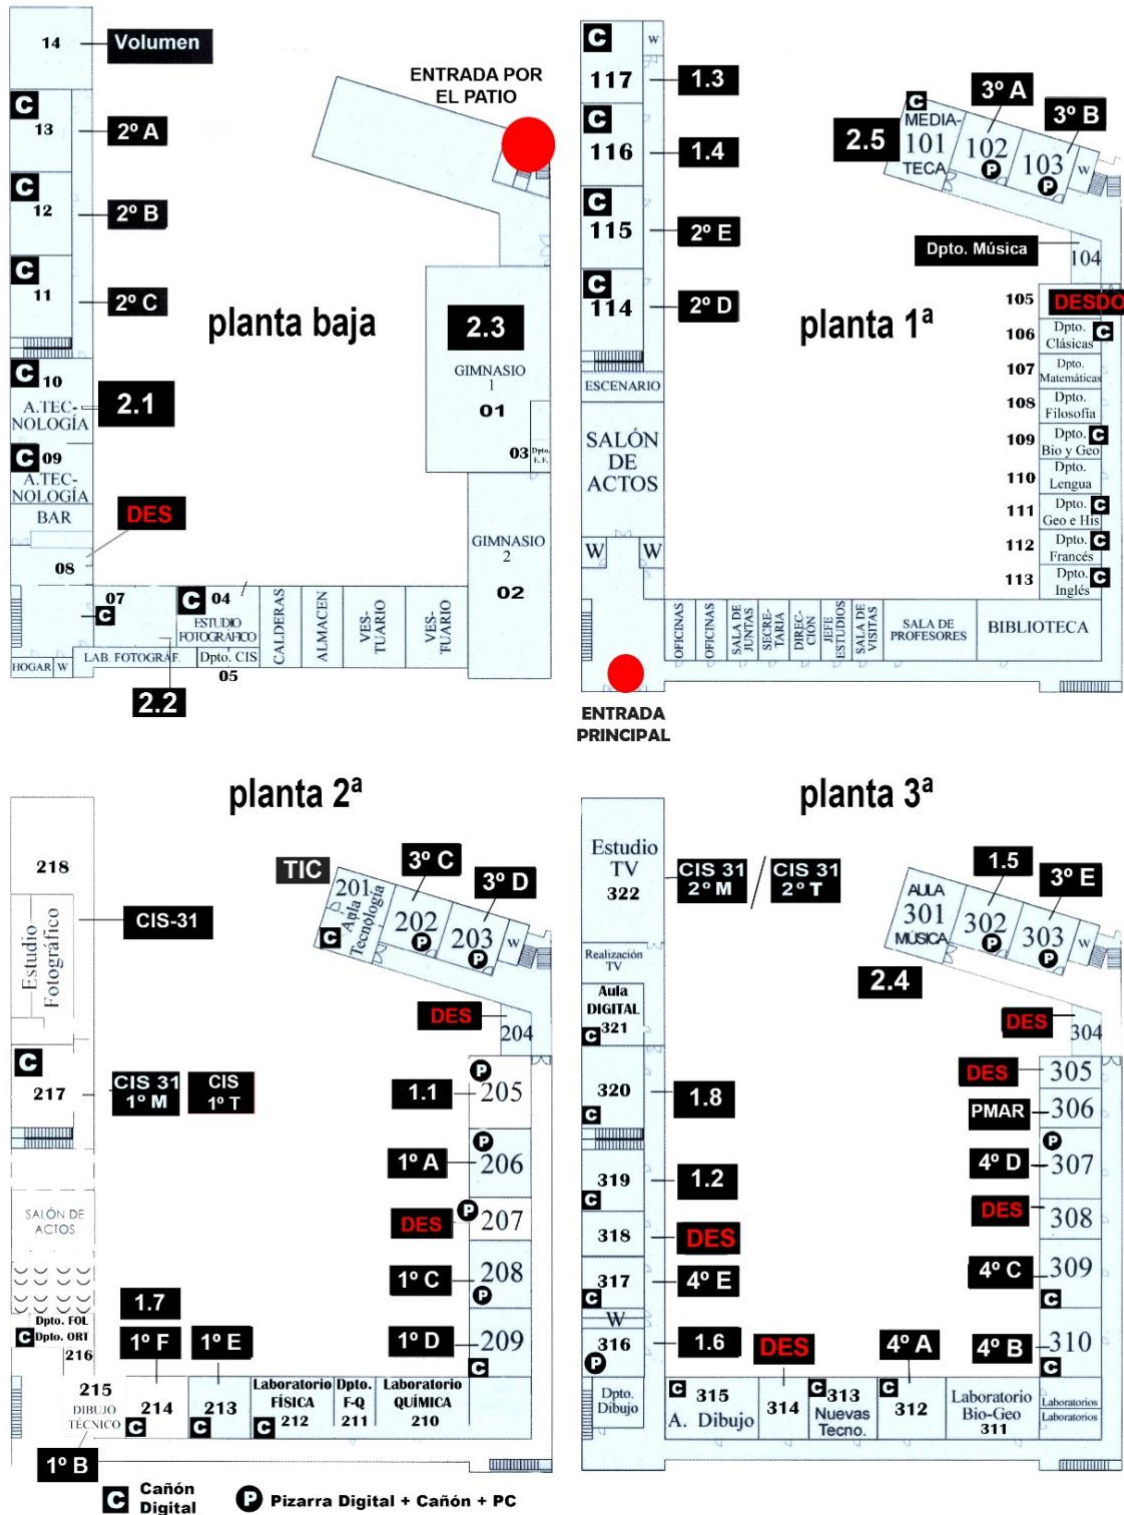 14
Volumen
C
13
2º A
C
12
2º B
C
11
2º C
C 10
A.TEC-
NOLOGÍA
2.1
C 09
A.TEC-
NOLOGÍA
BAR
DES
08
07
C
C 04
ESTUDIO
FOTOGRÁFICO
LAB. FOTOGRAF.
Dpto. CIS
05
HOGAR
W
2.2
CALDERAS
ALMACEN
VES-
TUARIO
VES-
TUARIO
planta baja
ENTRADA POR
EL PATIO
2.3
GIMNASIO
1
01
03
Dpto.
E. F.
GIMNASIO
2
02
C
W
117
1.3
C
116
1.4
C
115
2º E
C
114
2º D
ESCENARIO
SALÓN
DE
ACTOS
W
W
ENTRADA
PRINCIPAL
planta 1ª
2.5
C
MEDIA-
101
TECA
3º A
102
P
3º B
103
P
W
Dpto. Música
104
105
DESDO
106
Dpto.
Clásicas
C
107
Dpto.
Matemáticas
108
Dpto.
Filosofía
109
Dpto.
Bio y Geo
C
110
Dpto.
Lengua
111
Dpto.
Geo e His
C
112
Dpto.
Francés
C
113
Dpto.
Inglés
C
OFICINAS
OFICINAS
SALA DE
JUNTAS
SECRE-
TARIA
DIREC-
CIÓN
JEFE
ESTUDIOS
SALA DE
VISITAS
SALA DE
PROFESORES
BIBLIOTECA
planta 2ª
218
Estudio
Fotográfico
CIS-31
C
217
CIS 31
1º M
CIS
1º T
SALÓN DE
ACTOS
Dpto. FOL
C Dpto. ORT
216
215
DIBUJO
TÉCNICO
1º B
1.7
1º F
214
C
1º E
213
C
Laboratorio
FÍSICA
212
C
Dpto.
F-Q
211
Laboratorio
QUÍMICA
210
TIC
201
Aula
Tecnología
C
3º C
202
P
3º D
203
P
W
DES
204
1.1
P
205
1º A
P
206
DES
P
207
1º C
208
P
1º D
209
C
planta 3ª
Estudio
TV
322
CIS 31
2º M
CIS 31
2º T
Realización
TV
Aula
DIGITAL
321
C
320
C
1.8
319
C
1.2
318
DES
317
C
4º E
W
316
P
1.6
Dpto.
Dibujo
C 315
A. Dibujo
DES
314
C 313
Nuevas
Tecno.
4º A
C
312
Laboratorio
Bio-Geo
311
Laboratorios
Laboratorios
AULA
301
MÚSICA
2.4
1.5
302
P
3º E
303
P
W
DES
304
DES
305
PMAR
306
P
4º D
307
DES
308
4º C
309
C
4º B
310
C
C Cañón
Digital
P Pizarra Digital + Cañón + PC